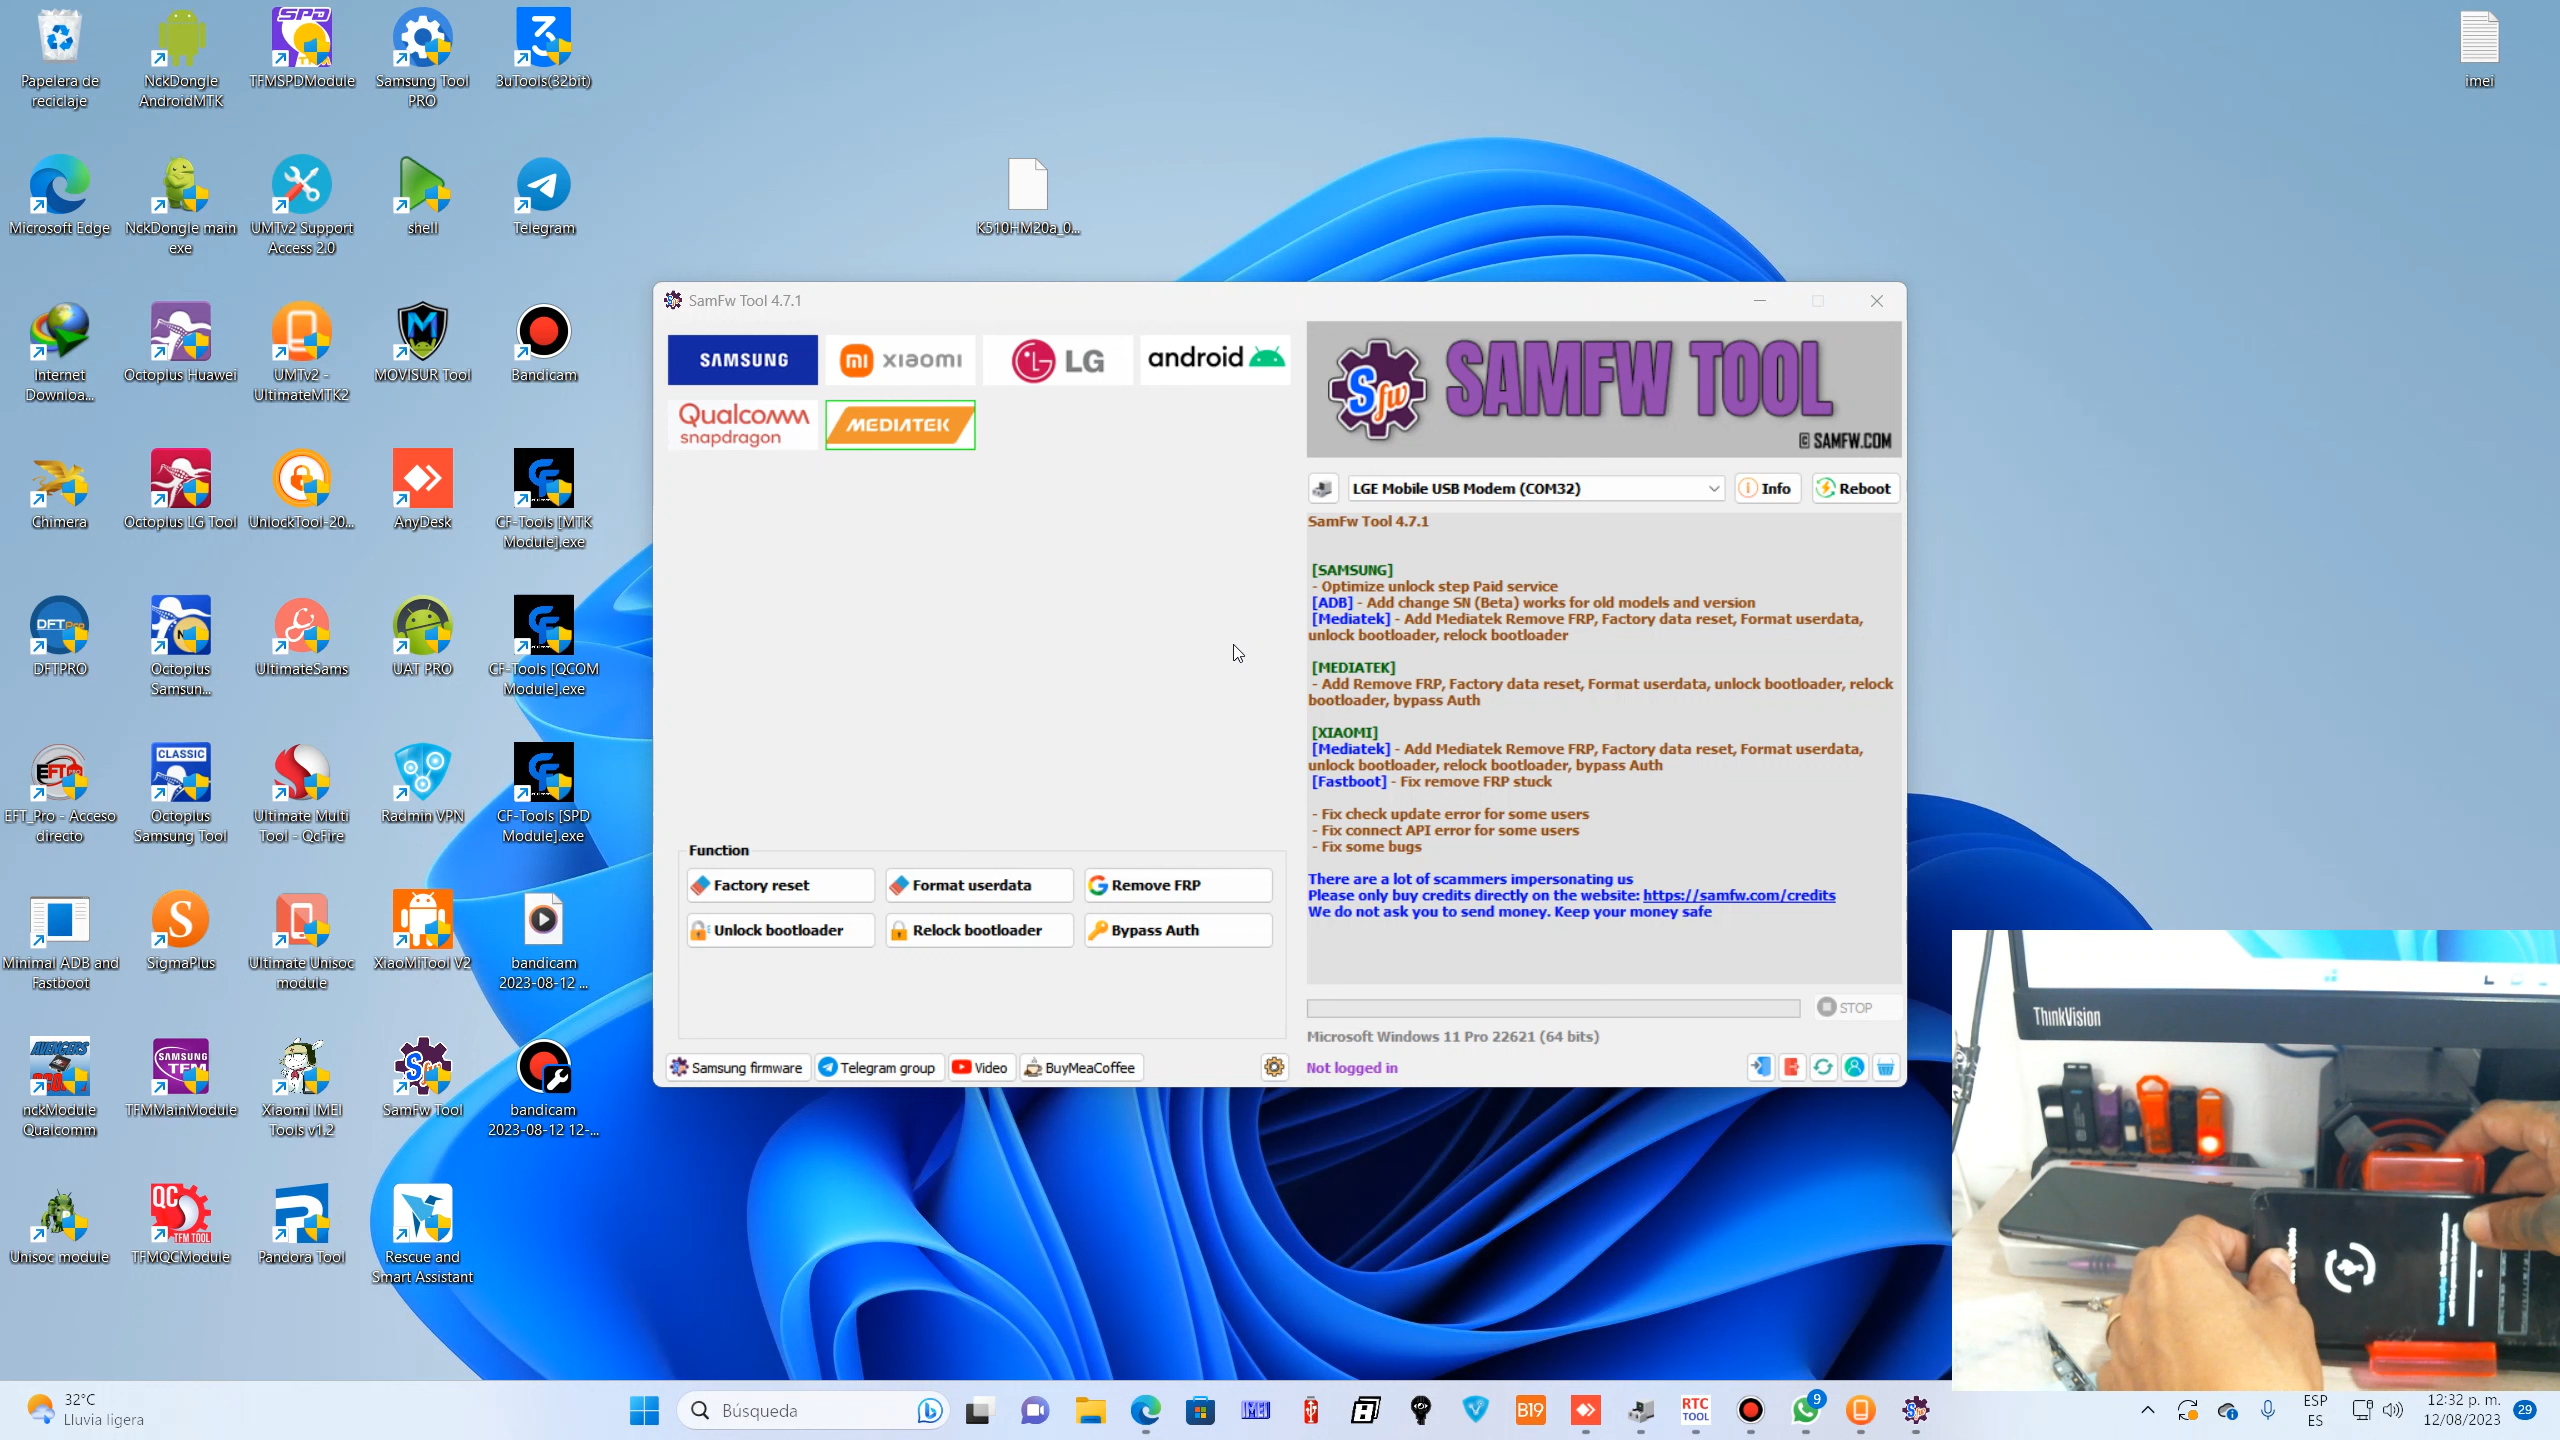 Papelera de
reciclaje
NckDongle
AndroidMTK
SPD
TFMSPDModule
Samsung Tool
PRO
3uTools(32bit)
imei
Microsoft Edge
NckDongle main
exe
UMTv2 Support
Access 2.0
shell
Telegram
K510HM20a_0...
Internet
Downloa...
Octoplus Huawei
UMTv2 -
UltimateMTK2
MOVISUR Tool
Bandicam
Chimera
Octoplus LG Tool
UnlockTool-20...
AnyDesk
CF-Tools [MTK
Module].exe
DFTPRO
Octoplus
Samsun...
UltimateSams
UAT PRO
CF-Tools [QCOM
Module].exe
CLASSIC
EFT_Pro - Acceso
directo
Octoplus
Samsung Tool
Ultimate Multi
Tool - QcFire
Radmin VPN
CF-Tools [SPD
Module].exe
Minimal ADB and
Fastboot
SigmaPlus
Ultimate Unisoc
module
XiaoMiTool V2
bandicam
2023-08-12 ...
AVENGERS
SAMSUNG
TFM
nckModule
Qualcomm
TFMMainModule
Xiaomi IMEI
Tools v1.2
SamFw Tool
bandicam
2023-08-12 12-...
QC
TFM TOOL
Unisoc module
TFMQCModule
Pandora Tool
Rescue and
Smart Assistant
SamFw Tool 4.7.1
SAMSUNG
xiaomi
LG
android
Qualcomm
snapdragon
MEDIATEK
Sfw
SAMFW TOOL
© SAMFW.COM
LGE Mobile USB Modem (COM32)
Info
Reboot
SamFw Tool 4.7.1
[SAMSUNG]
- Optimize unlock step Paid service
[ADB] - Add change SN (Beta) works for old models and version
[Mediatek] - Add Mediatek Remove FRP, Factory data reset, Format userdata,
unlock bootloader, relock bootloader
[MEDIATEK]
- Add Remove FRP, Factory data reset, Format userdata, unlock bootloader, relock
bootloader, bypass Auth
[XIAOMI]
[Mediatek] - Add Mediatek Remove FRP, Factory data reset, Format userdata,
unlock bootloader, relock bootloader, bypass Auth
[Fastboot] - Fix remove FRP stuck
- Fix check update error for some users
- Fix connect API error for some users
- Fix some bugs
There are a lot of scammers impersonating us
Please only buy credits directly on the website: https://samfw.com/credits
We do not ask you to send money. Keep your money safe
Function
Factory reset
Format userdata
Remove FRP
Unlock bootloader
Relock bootloader
Bypass Auth
STOP
Microsoft Windows 11 Pro 22621 (64 bits)
Samsung firmware
Telegram group
Video
BuyMeaCoffee
Not logged in
ThinkVision
32°C
Lluvia ligera
Búsqueda
IMEI
B19
RTC
TOOL
9
ESP
ES
12:32 p. m.
12/08/2023
29